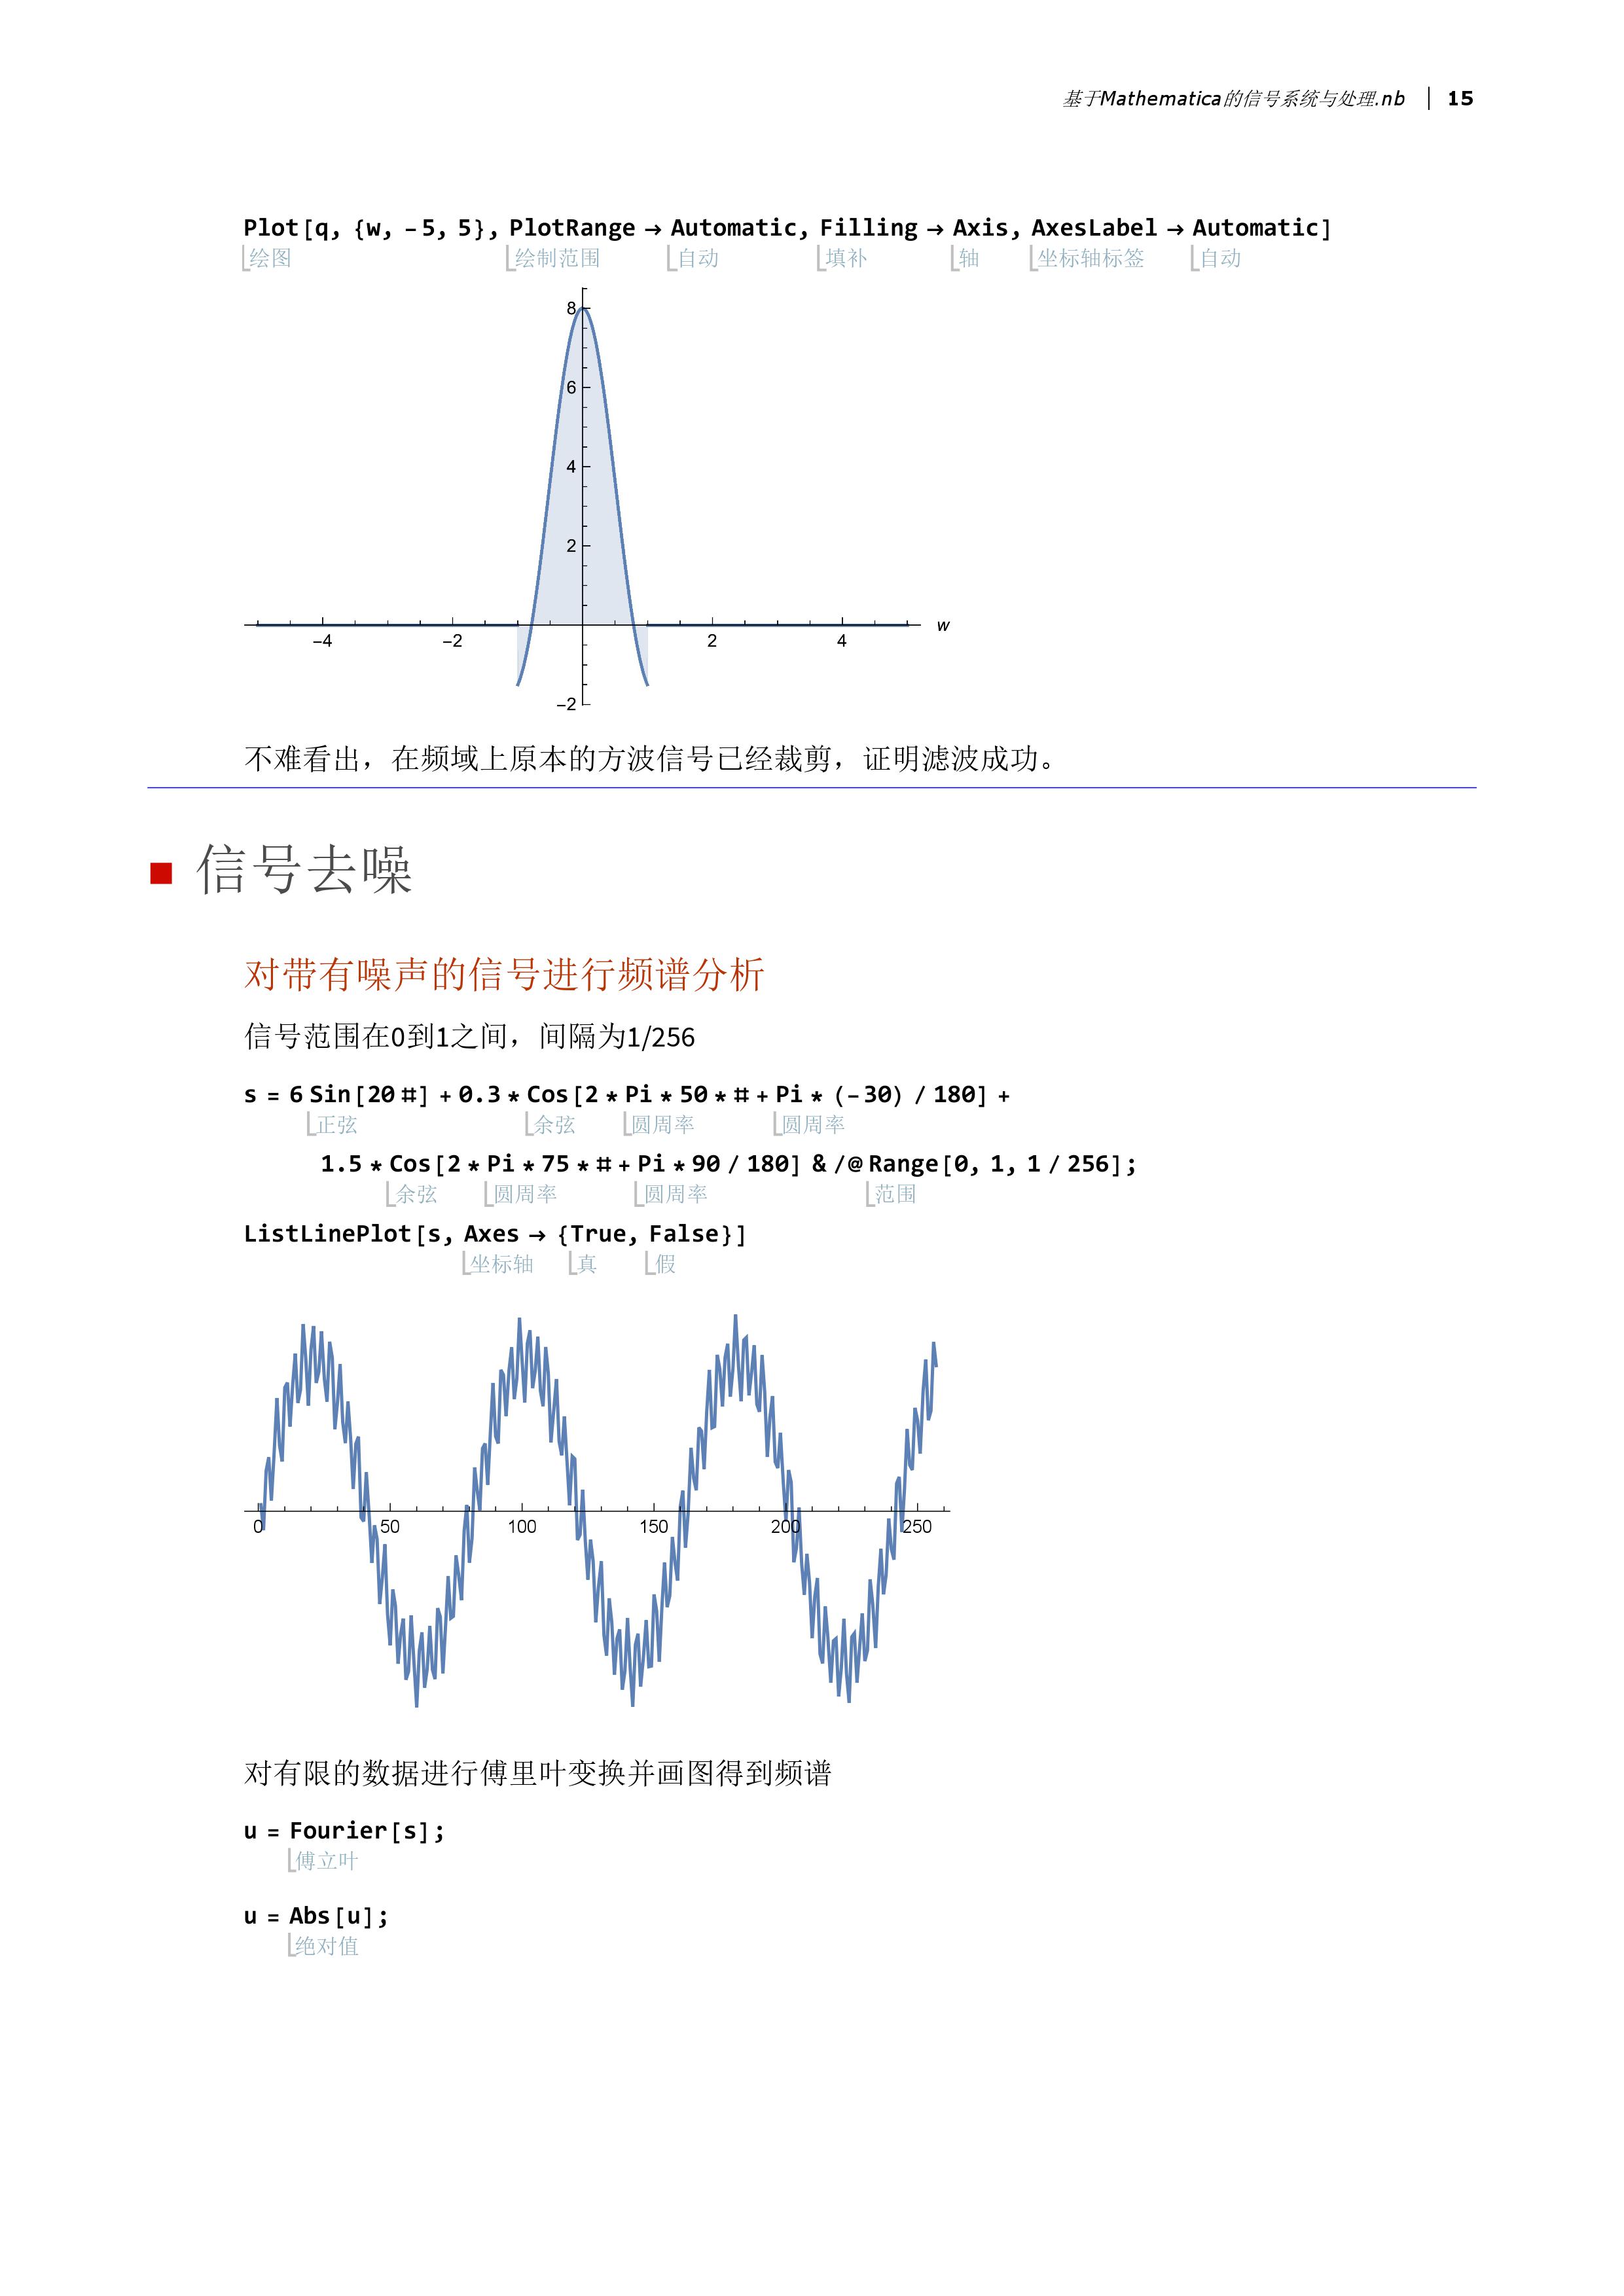 基于Mathematica的信号系统与处理.nb | 15
Plot[q, {w, -5, 5}, PlotRange → Automatic, Filling → Axis, AxesLabel → Automatic]
绘图 绘制范围 自动 填补 轴 坐标轴标签 自动
8
6
4
2
-4 -2 2 4 w
-2
不难看出，在频域上原本的方波信号已经裁剪，证明滤波成功。
信号去噪
对带有噪声的信号进行频谱分析
信号范围在0到1之间，间隔为1/256
s = 6 Sin[20 #] + 0.3 * Cos[2 * Pi * 50 * # + Pi * (-30) / 180] +
正弦 余弦 圆周率 圆周率
1.5 * Cos[2 * Pi * 75 * # + Pi * 90 / 180] & /@ Range[0, 1, 1 / 256];
余弦 圆周率 圆周率 范围
ListLinePlot[s, Axes → {True, False}]
坐标轴 真 假
0 50 100 150 200 250
对有限的数据进行傅里叶变换并画图得到频谱
u = Fourier[s];
傅立叶
u = Abs[u];
绝对值